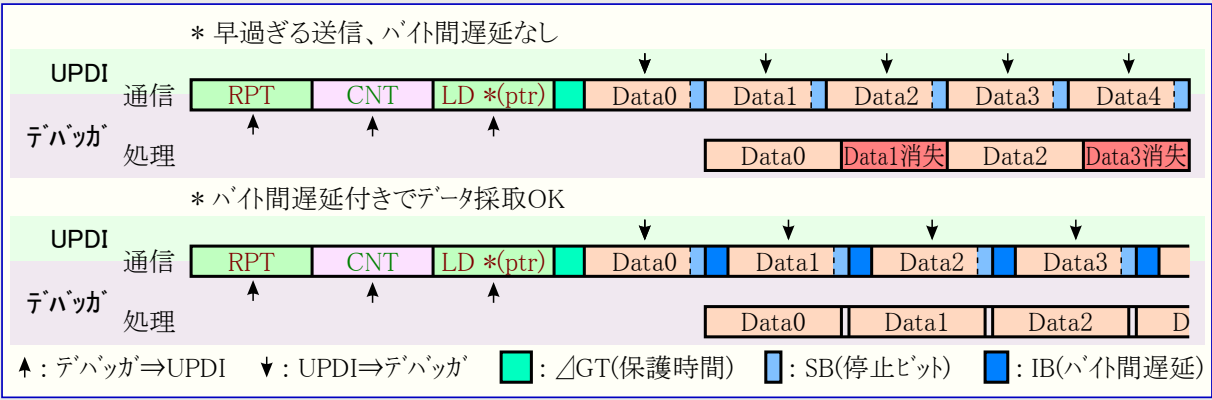 * 早過ぎる送信、バイト間遅延なし
UPDI
通信 RPT CNT LD *(ptr) Data0 Data1 Data2 Data3 Data4
デバッガ
処理 Data0 Data1消失 Data2 Data3消失
* バイト間遅延付きでデータ採取OK
UPDI
通信 RPT CNT LD *(ptr) Data0 Data1 Data2 Data3
デバッガ
処理 Data0 Data1 Data2 D
↑: デバッガ⇒UPDI ↓: UPDI⇒デバッガ : ⊿GT(保護時間) : SB(停止ビット) : IB(バイト間遅延)